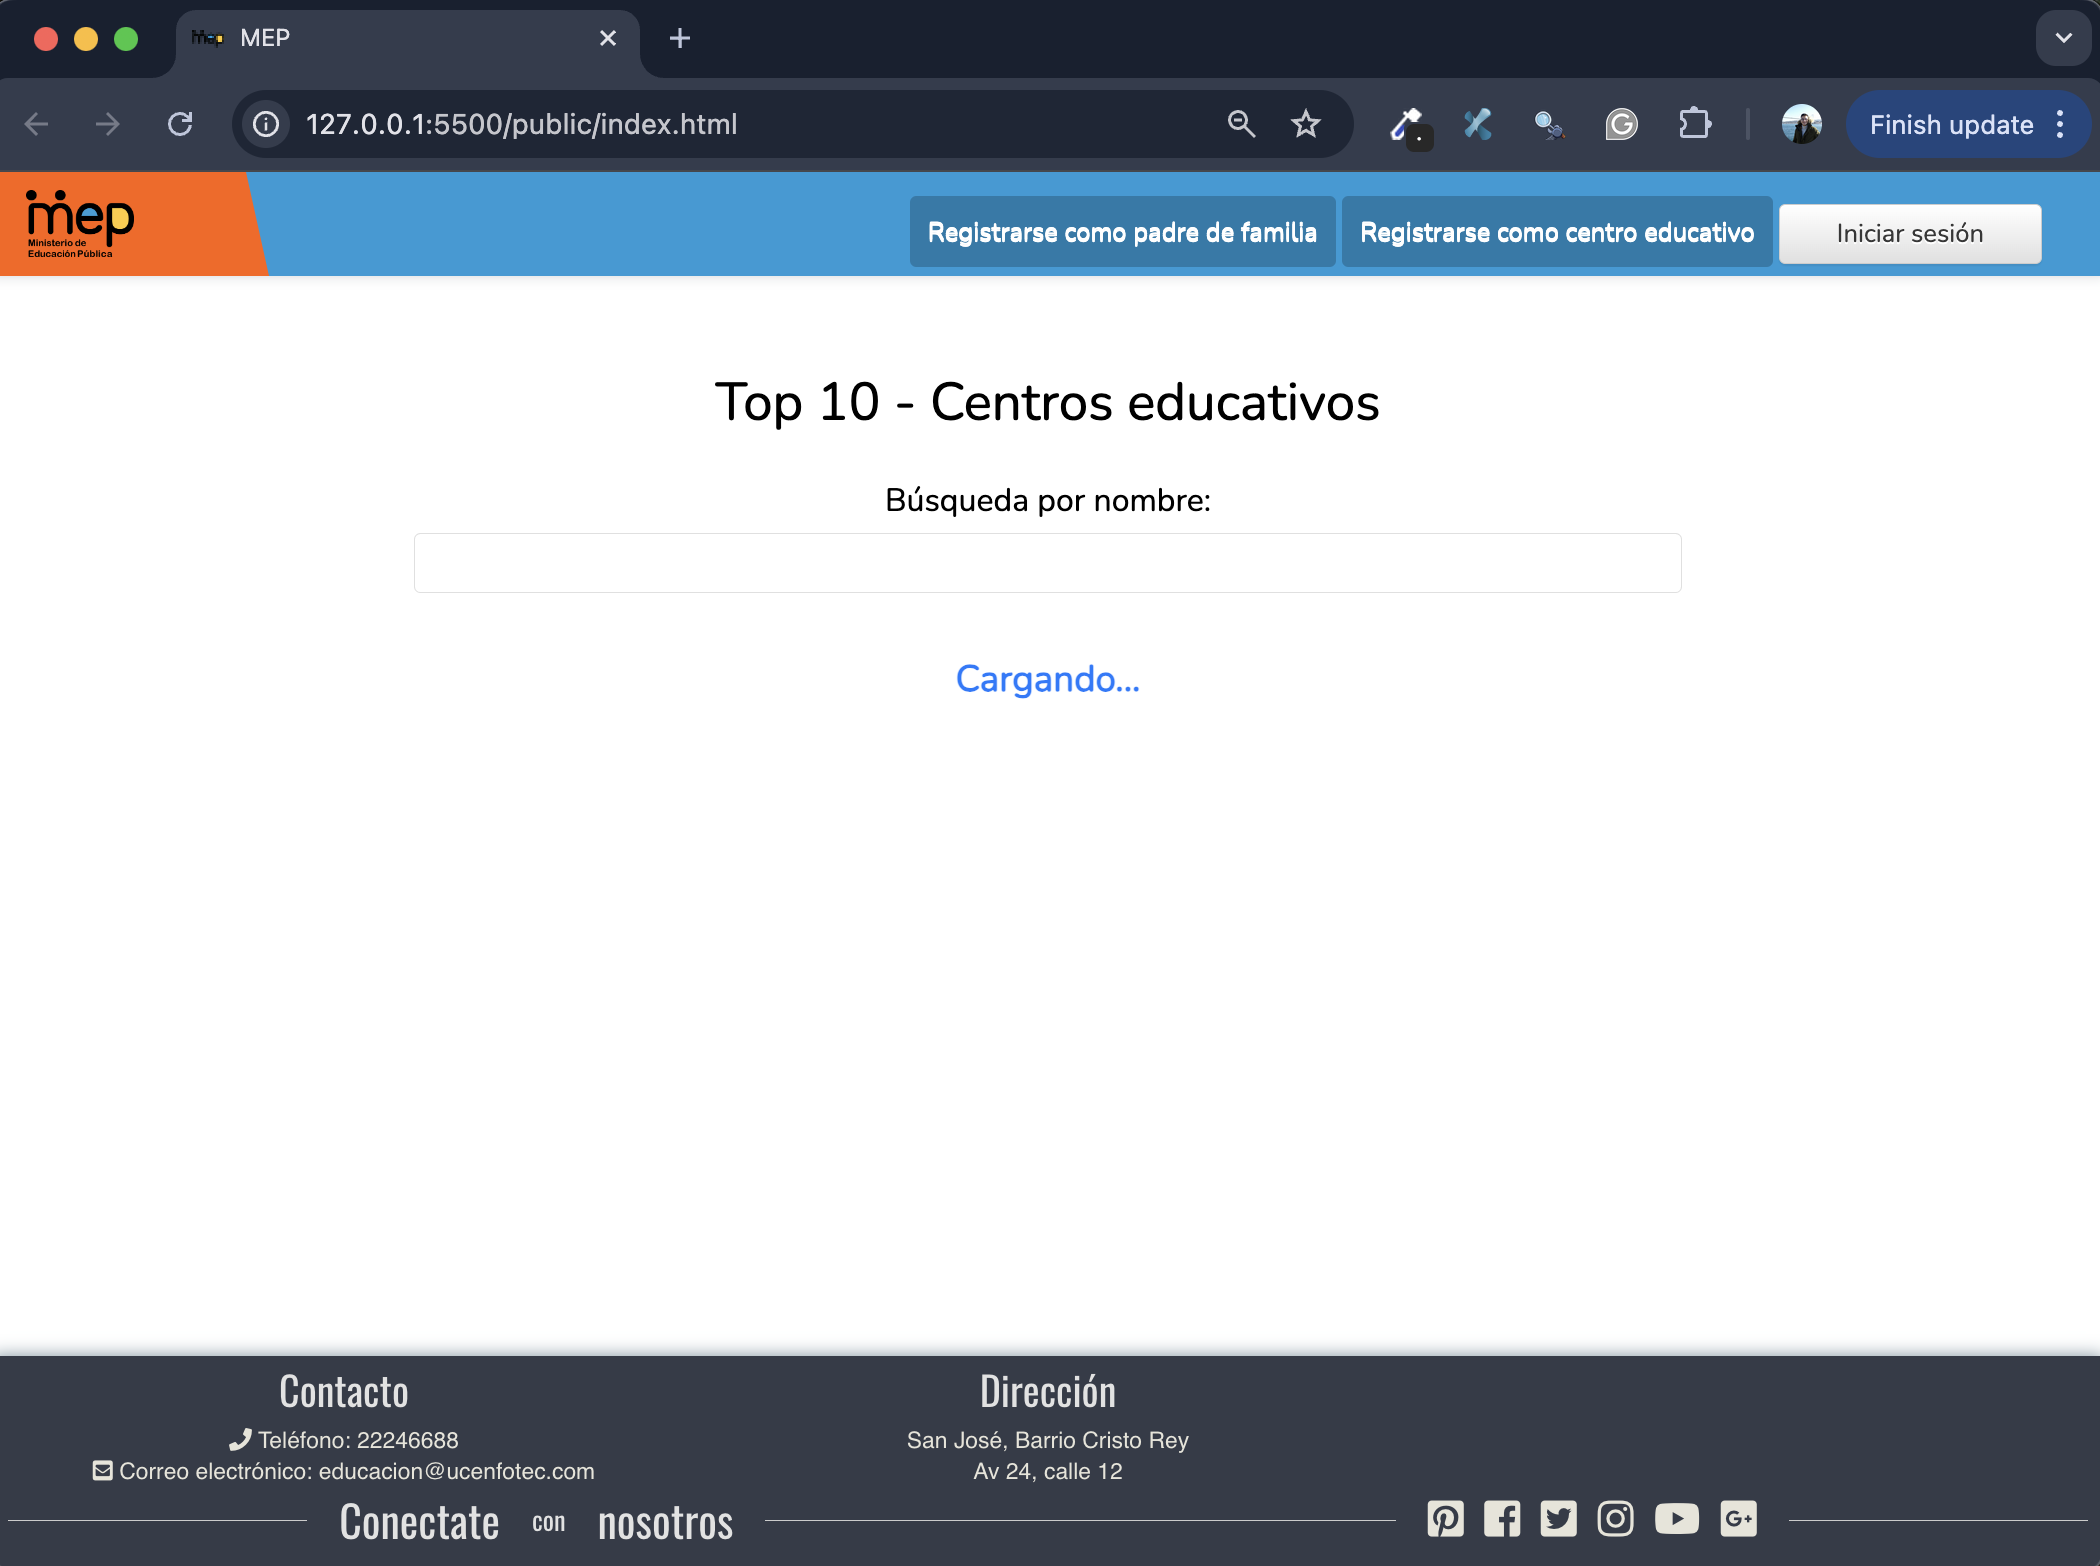 MEP
127.0.0.1:5500/public/index.html
Finish update
mep
Ministerio de
Educación Pública
Registrarse como padre de familia
Registrarse como centro educativo
Iniciar sesión
Top 10 - Centros educativos
Búsqueda por nombre:
Cargando...
Contacto
Teléfono: 22246688
Correo electrónico: educacion@ucenfotec.com
Dirección
San José, Barrio Cristo Rey
Av 24, calle 12
Conectate con nosotros